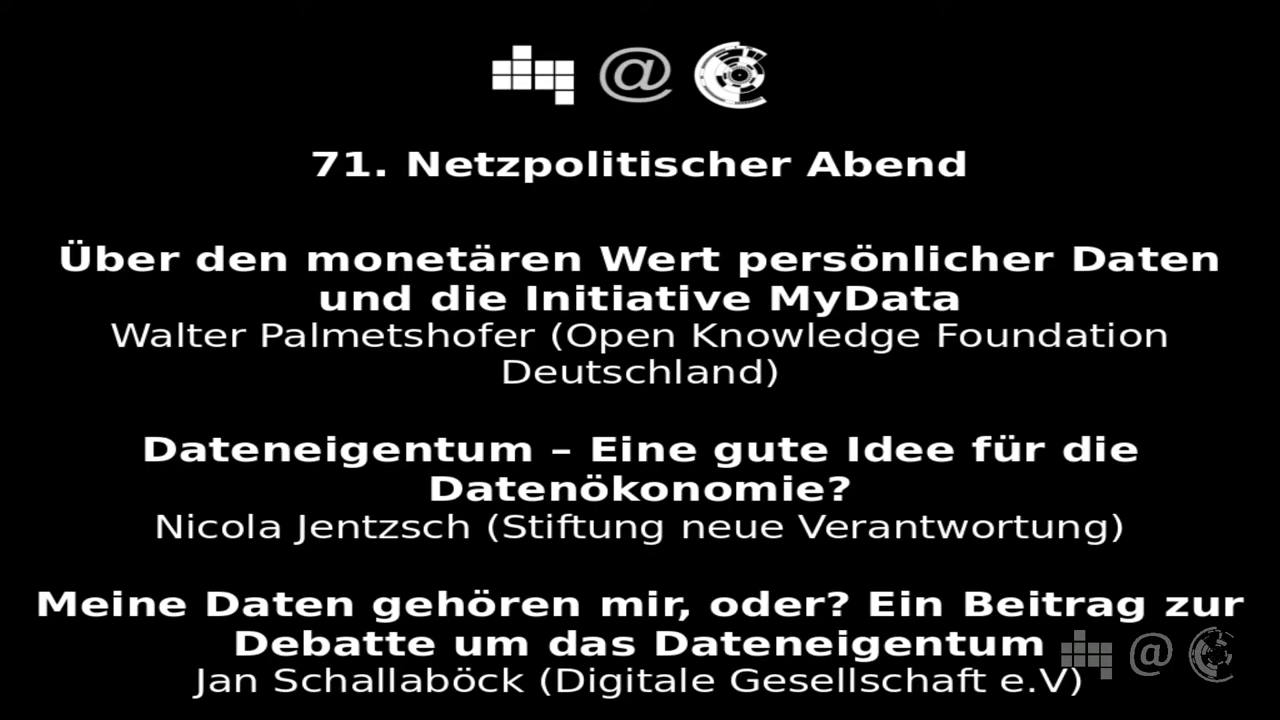 @
71. Netzpolitischer Abend
Über den monetären Wert persönlicher Daten
und die Initiative MyData
Walter Palmetshofer (Open Knowledge Foundation
Deutschland)
Dateneigentum – Eine gute Idee für die
Datenökonomie?
Nicola Jentzsch (Stiftung neue Verantwortung)
Meine Daten gehören mir, oder? Ein Beitrag zur
Debatte um das Dateneigentum
Jan Schallaböck (Digitale Gesellschaft e.V)
@